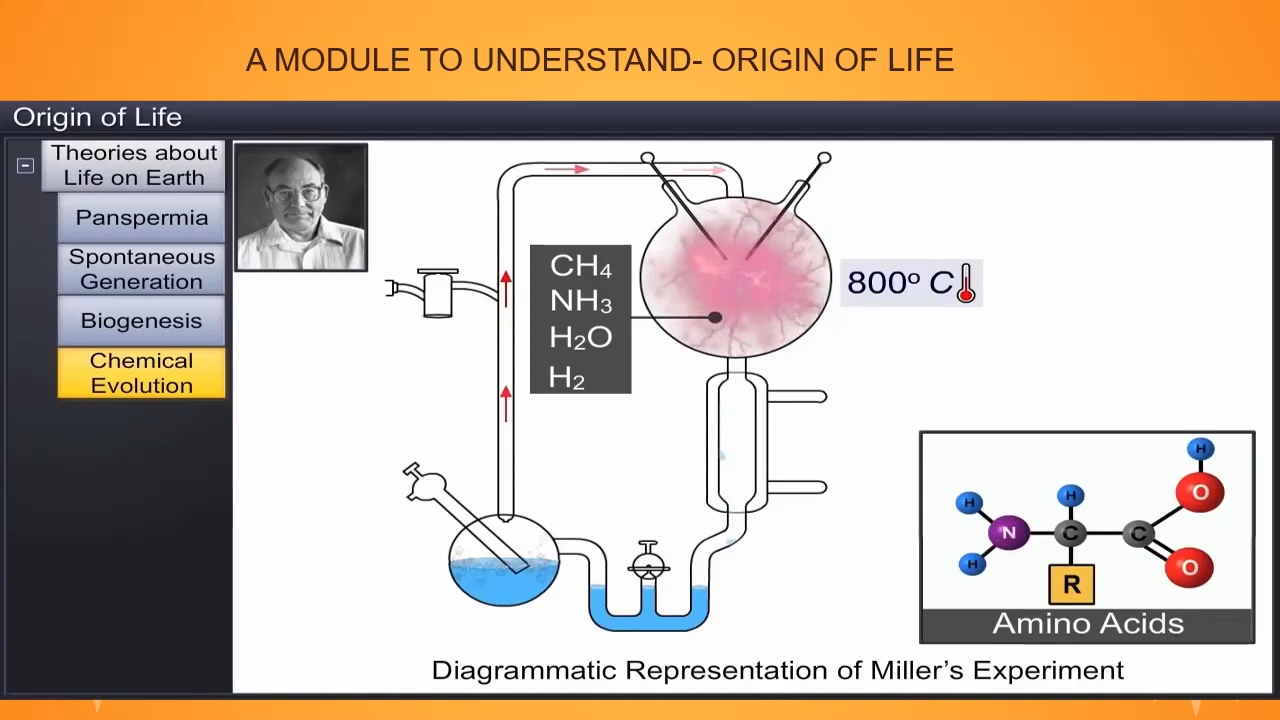 A MODULE TO UNDERSTAND- ORIGIN OF LIFE
Origin of Life
Theories about
Life on Earth
Panspermia
Spontaneous
Generation
Biogenesis
Chemical
Evolution
CH₄
NH₃
H₂O
H₂
800° C
H
O
H
H
N
C
C
H
O
R
Amino Acids
Diagrammatic Representation of Miller's Experiment